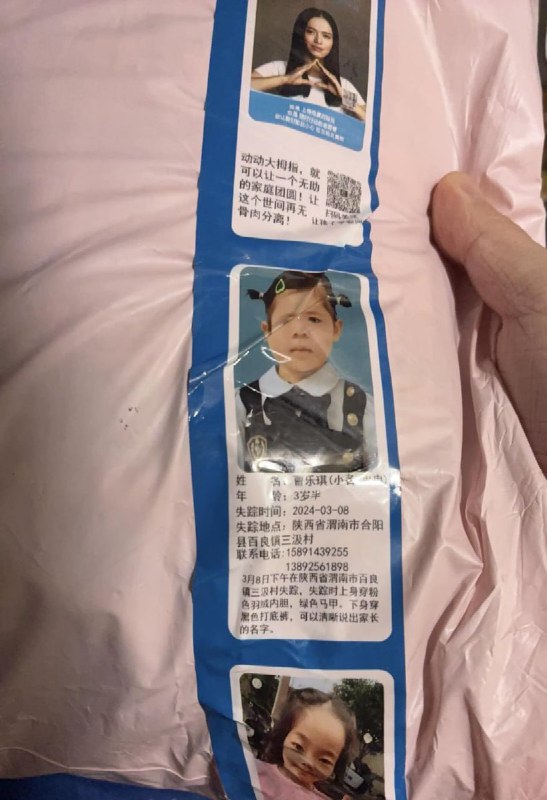 动动大拇指，就
可以让一个无助
的家庭团圆！让
这个世间再无
骨肉分离！
姓 名：曹乐琪(小名
年 龄：3岁半
失踪时间：2024-03-08
失踪地点：陕西省渭南市合阳
县百良镇三汲村
联系电话:15891439255
13892561898
3月8日下午在陕西省渭南市百良
镇三汲村失踪，失踪时上身穿粉
色羽绒内胆，绿色马甲。下身穿
黑色打底裤，可以清晰说出家长
的名字。